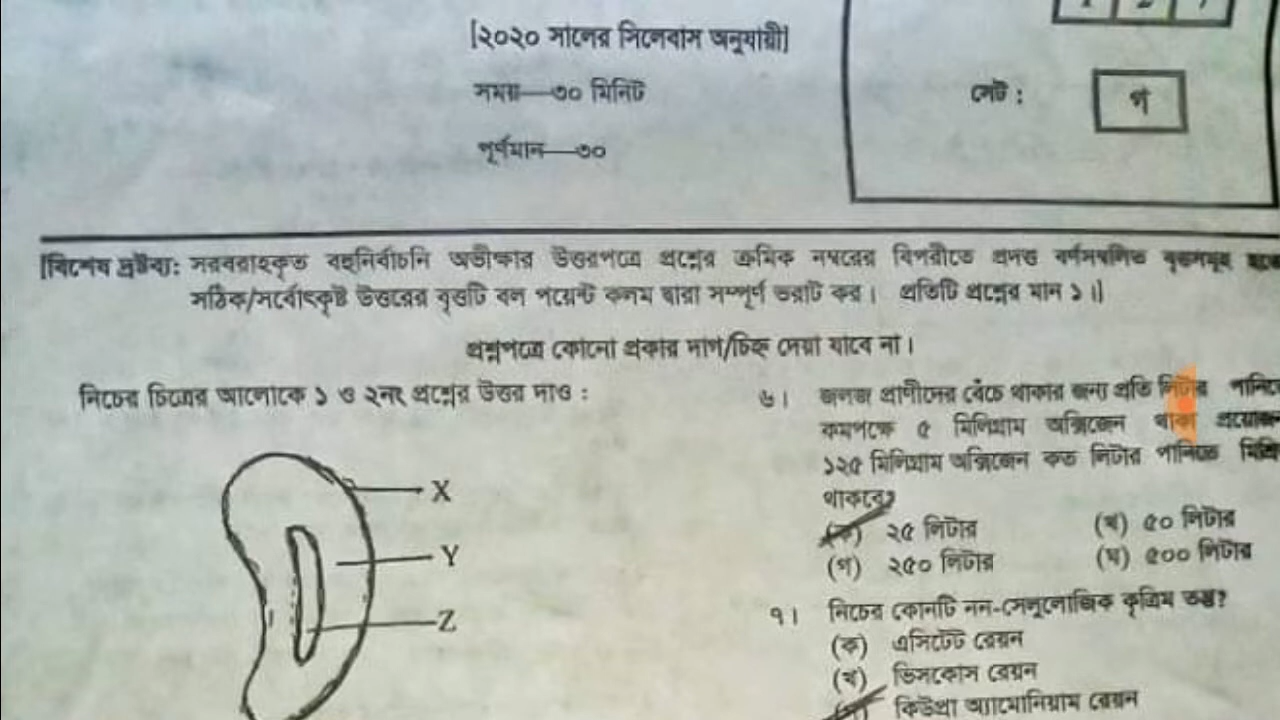 [২০২০ সালের সিলেবাস অনুযায়ী]
সময়—৩০ মিনিট
পূর্ণমান—৩০
সেট :
গ
[বিশেষ দ্রষ্টব্য: সরবরাহকৃত বহুনির্বাচনি অভীক্ষার উত্তরপত্রে প্রশ্নের ক্রমিক নম্বরের বিপরীতে প্রদত্ত বর্ণসম্বলিত বৃত্তসমূহ হতে
সঠিক/সর্বোৎকৃষ্ট উত্তরের বৃত্তটি বল পয়েন্ট কলম দ্বারা সম্পূর্ণ ভরাট কর। প্রতিটি প্রশ্নের মান ১।]
প্রশ্নপত্রে কোনো প্রকার দাগ/চিহ্ন দেয়া যাবে না।
নিচের চিত্রের আলোকে ১ ও ২নং প্রশ্নের উত্তর দাও :
X
Y
Z
৬। জলজ প্রাণীদের বেঁচে থাকার জন্য প্রতি লিটার পানিতে
কমপক্ষে ৫ মিলিগ্রাম অক্সিজেন থাকা প্রয়োজন
১২৫ মিলিগ্রাম অক্সিজেন কত লিটার পানিতে
থাকবে?
(ক) ২৫ লিটার (খ) ৫০ লিটার
(গ) ২৫০ লিটার (ঘ) ৫০০ লিটার
৭। নিচের কোনটি নন-সেলুলোজিক কৃত্রিম তন্তু?
(ক) এসিটেট রেয়ন
(খ) ভিসকোস রেয়ন
(গ) কিউপ্রা অ্যামোনিয়াম রেয়ন